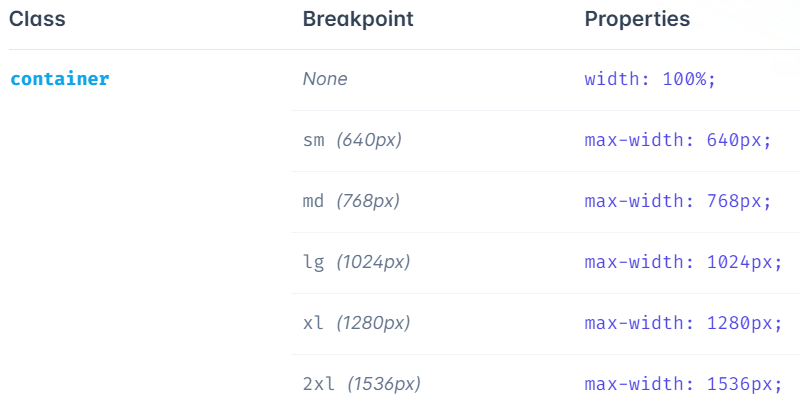 Class Breakpoint Properties
container None width: 100%;
sm (640px) max-width: 640px;
md (768px) max-width: 768px;
lg (1024px) max-width: 1024px;
xl (1280px) max-width: 1280px;
2xl (1536px) max-width: 1536px;